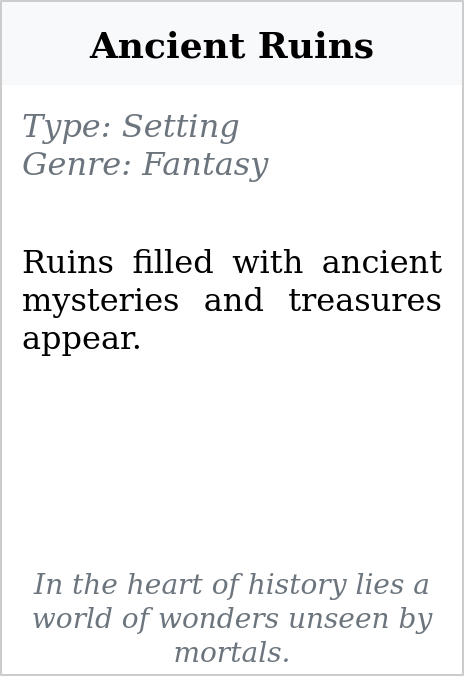 Ancient Ruins
Type: Setting
Genre: Fantasy
Ruins filled with ancient
mysteries and treasures
appear.
In the heart of history lies a
world of wonders unseen by
mortals.